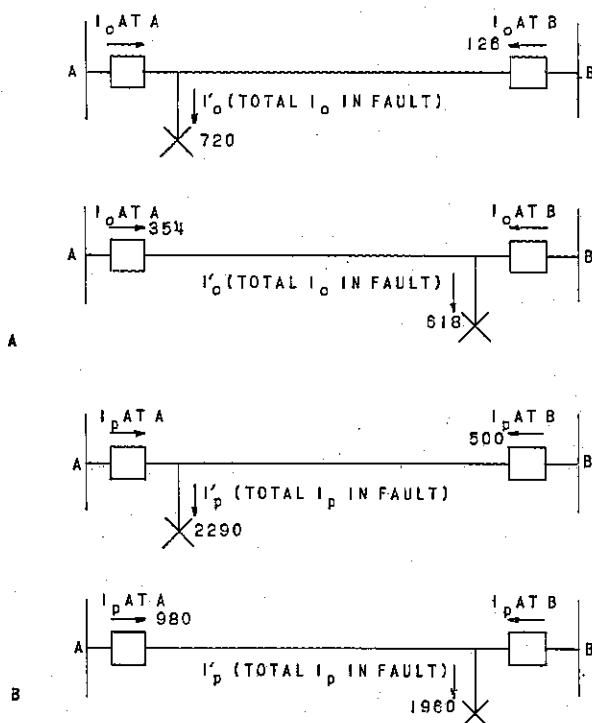 I₀ AT A I₀ AT B
126
A B
I′₀ (TOTAL I₀ IN FAULT)
720
I₀ AT A I₀ AT B
354
A B
I′₀ (TOTAL I₀ IN FAULT)
618
A
Iₚ AT A Iₚ AT B
500
A B
I′ₚ (TOTAL Iₚ IN FAULT)
2290
Iₚ AT A Iₚ AT B
980
A B
I′ₚ (TOTAL Iₚ IN FAULT)
1960
B